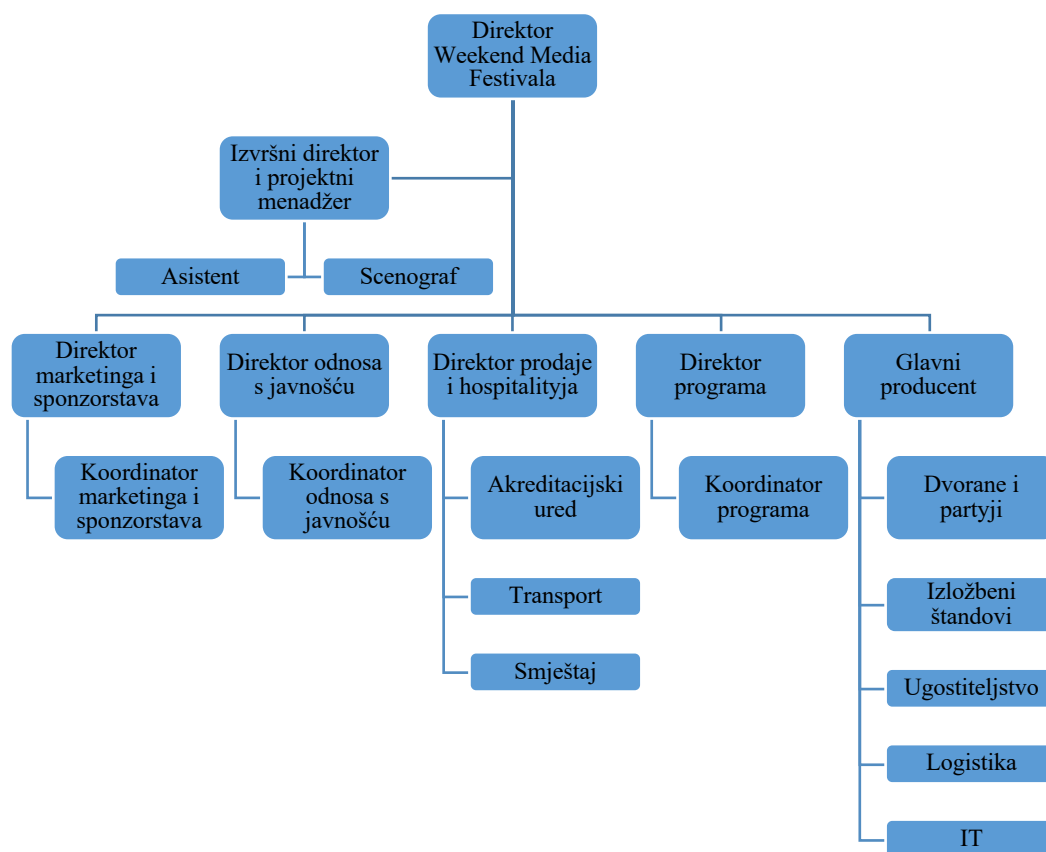 Direktor
Weekend Media
Festivala
Izvršni direktor
i projektni
menadžer
Asistent
Scenograf
Direktor
marketinga i
sponzorstava
Direktor odnosa
s javnošću
Direktor prodaje
i hospitalityja
Direktor
programa
Glavni
producent
Koordinator
marketinga i
sponzorstava
Koordinator
odnosa s
javnošću
Akreditacijski
ured
Transport
Smještaj
Koordinator
programa
Dvorane i
partyji
Izložbeni
štandovi
Ugostiteljstvo
Logistika
IT